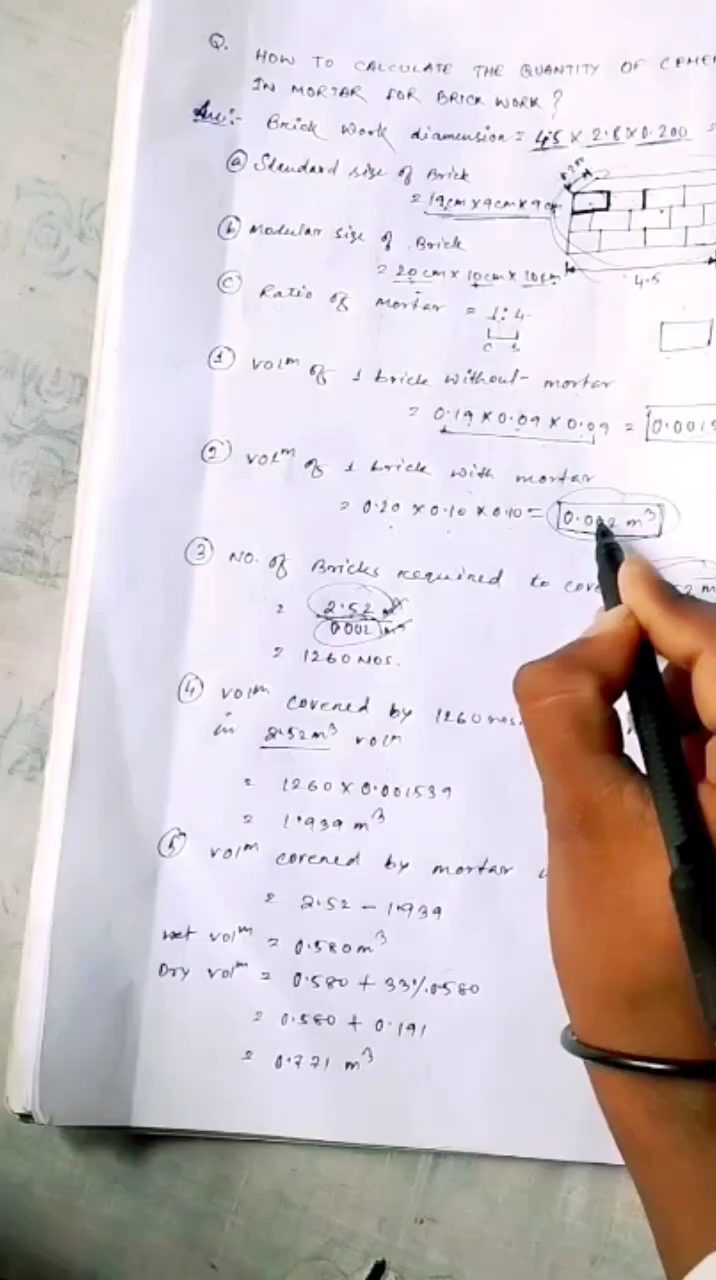 Q. HOW TO CALCULATE THE QUANTITY OF
IN MORTAR FOR BRICK WORK?
Ans:- Brick work diamension = 4.5 × 2.8 × 0.200
ⓐ Standard size of Brick
= 19cm × 9cm × 9cm
ⓑ Modular size of Brick
= 20cm × 10cm × 10cm
4.5
ⓒ Ratio of mortar = 1:4
C S
① Volm of 1 brick without mortar
= 0.19 × 0.09 × 0.09 =
② Volm of 1 brick with mortar
= 0.20 × 0.10 × 0.10 = 0.002 m³
③ No. of Bricks required to
= 2.52 m³
0.002 m³
= 1260 Nos.
④ Volm covered by 1260 nos.
in 2.52m³ volm
= 1260 × 0.001539
= 1.939 m³
⑤ Volm covered by mortar
= 2.52 - 1.939
wet volm = 0.580m³
Dry volm = 0.580 + 33%.0.580
= 0.580 + 0.191
= 0.771 m³